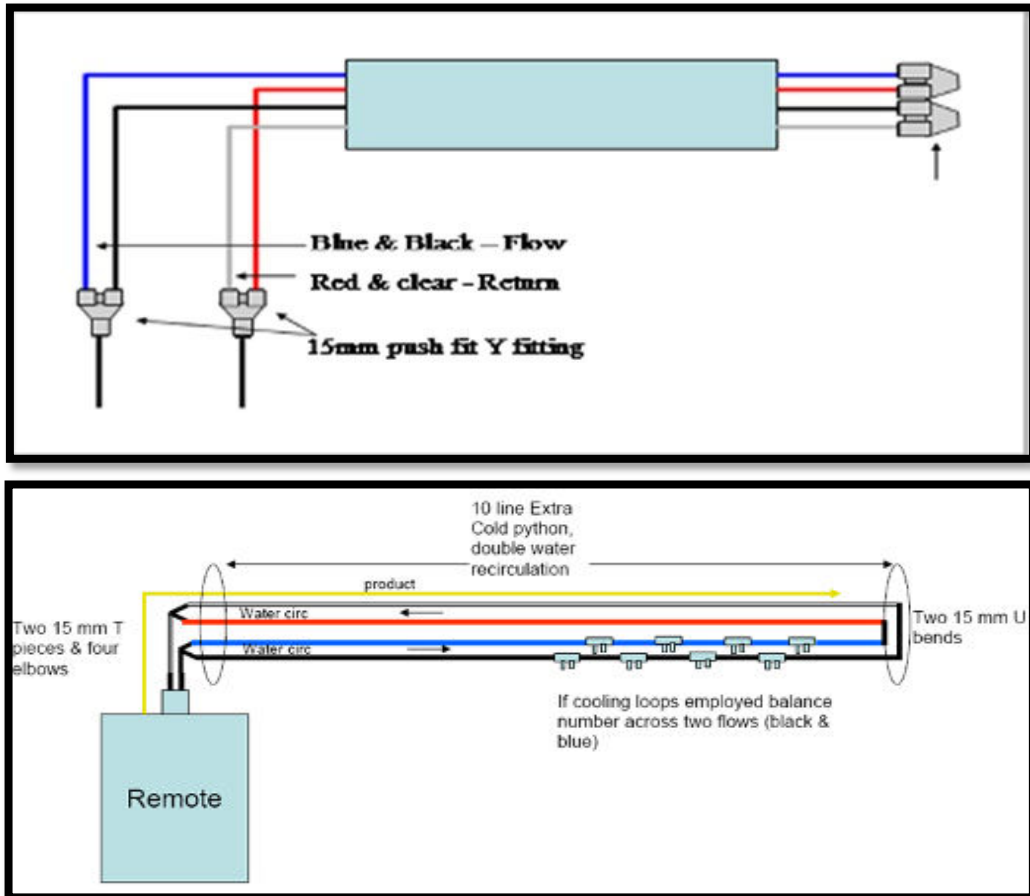 Blue & Black – Flow
Red & clear - Return
15mm push fit Y fitting
10 line Extra
Cold python,
double water
recirculation
product
Water circ
Two 15 mm T
pieces & four
elbows
Two 15 mm U
bends
Water circ
If cooling loops employed balance
number across two flows (black &
blue)
Remote